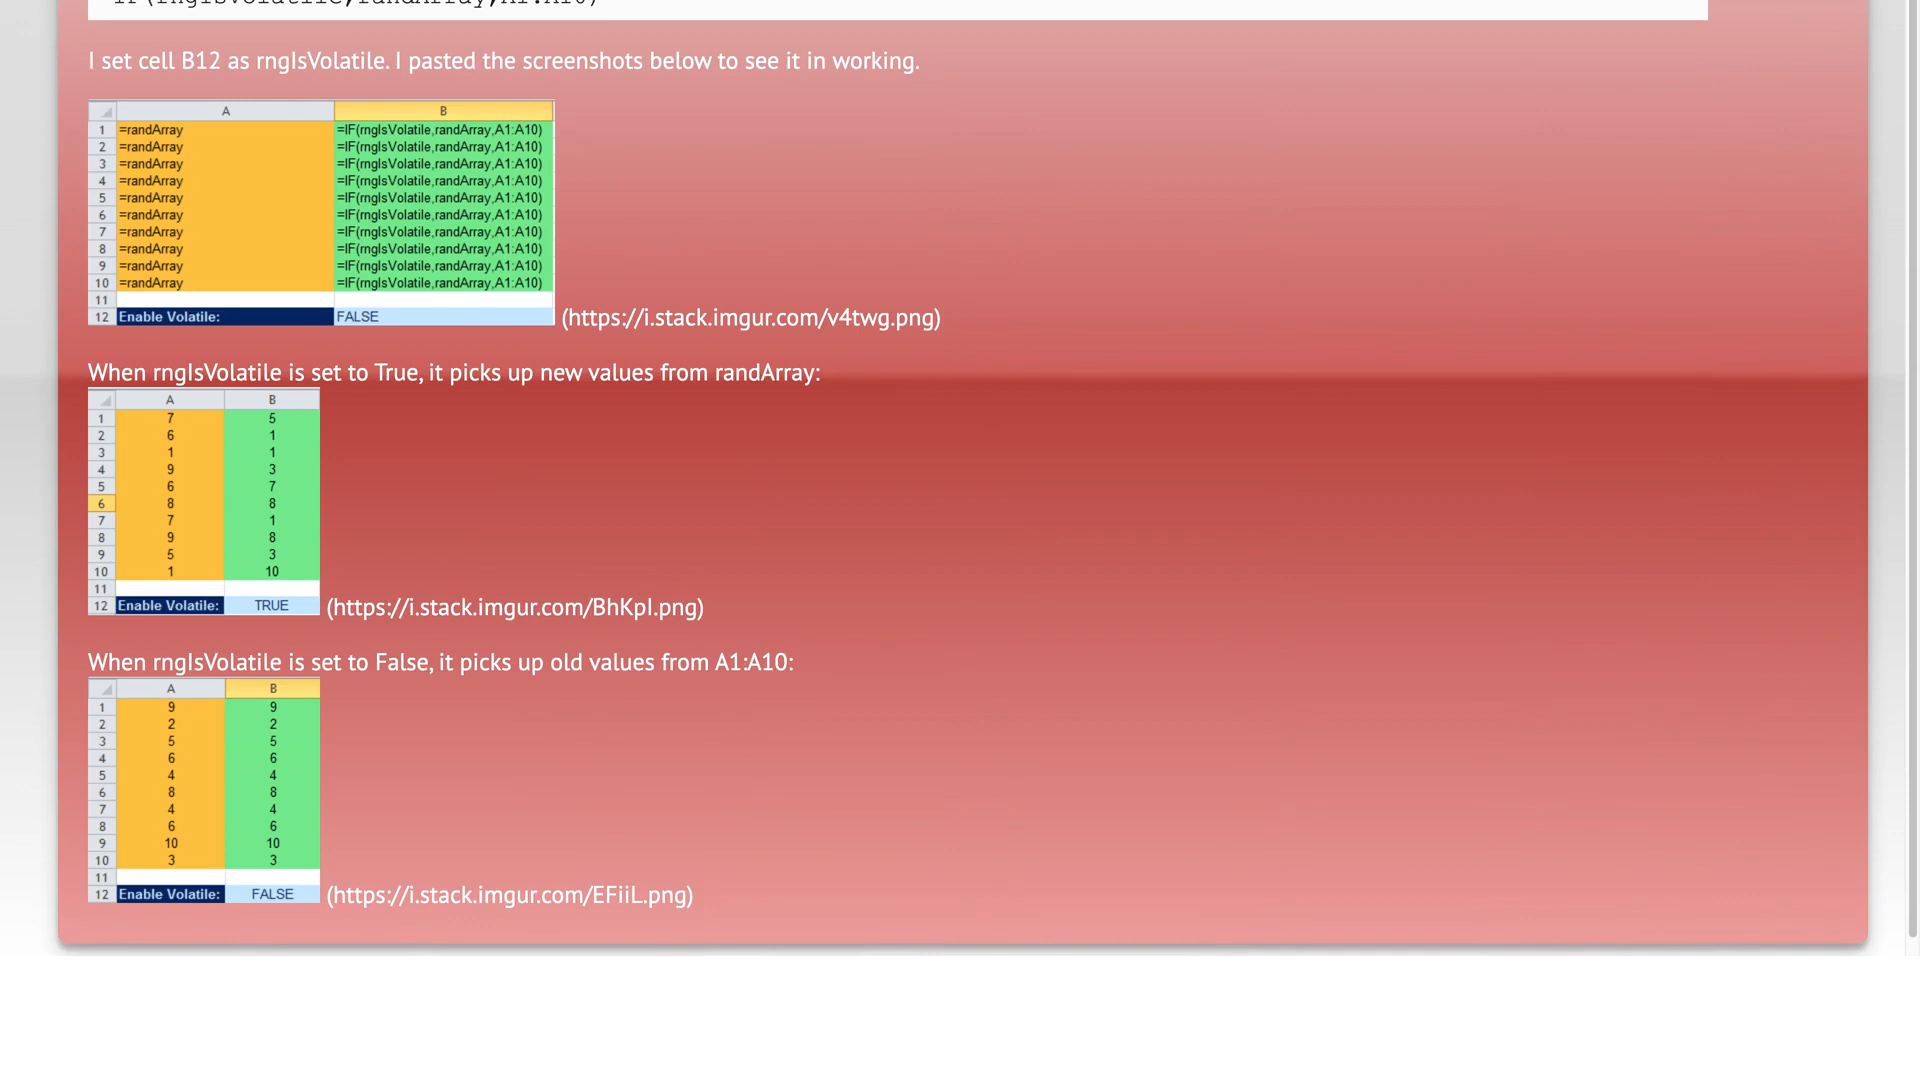 I set cell B12 as rngIsVolatile. I pasted the screenshots below to see it in working.
A B
1 =randArray =IF(rngIsVolatile,randArray,A1:A10)
2 =randArray =IF(rngIsVolatile,randArray,A1:A10)
3 =randArray =IF(rngIsVolatile,randArray,A1:A10)
4 =randArray =IF(rngIsVolatile,randArray,A1:A10)
5 =randArray =IF(rngIsVolatile,randArray,A1:A10)
6 =randArray =IF(rngIsVolatile,randArray,A1:A10)
7 =randArray =IF(rngIsVolatile,randArray,A1:A10)
8 =randArray =IF(rngIsVolatile,randArray,A1:A10)
9 =randArray =IF(rngIsVolatile,randArray,A1:A10)
10 =randArray =IF(rngIsVolatile,randArray,A1:A10)
11
12 Enable Volatile: FALSE (https://i.stack.imgur.com/v4twg.png)
When rngIsVolatile is set to True, it picks up new values from randArray:
A B
1 7 5
2 6 1
3 1 1
4 9 3
5 6 7
6 8 8
7 7 1
8 9 8
9 5 3
10 1 10
11
12 Enable Volatile: TRUE (https://i.stack.imgur.com/BhKpI.png)
When rngIsVolatile is set to False, it picks up old values from A1:A10:
A B
1 9 9
2 2 2
3 5 5
4 6 6
5 4 4
6 8 8
7 4 4
8 6 6
9 10 10
10 3 3
11
12 Enable Volatile: FALSE (https://i.stack.imgur.com/EFiiL.png)